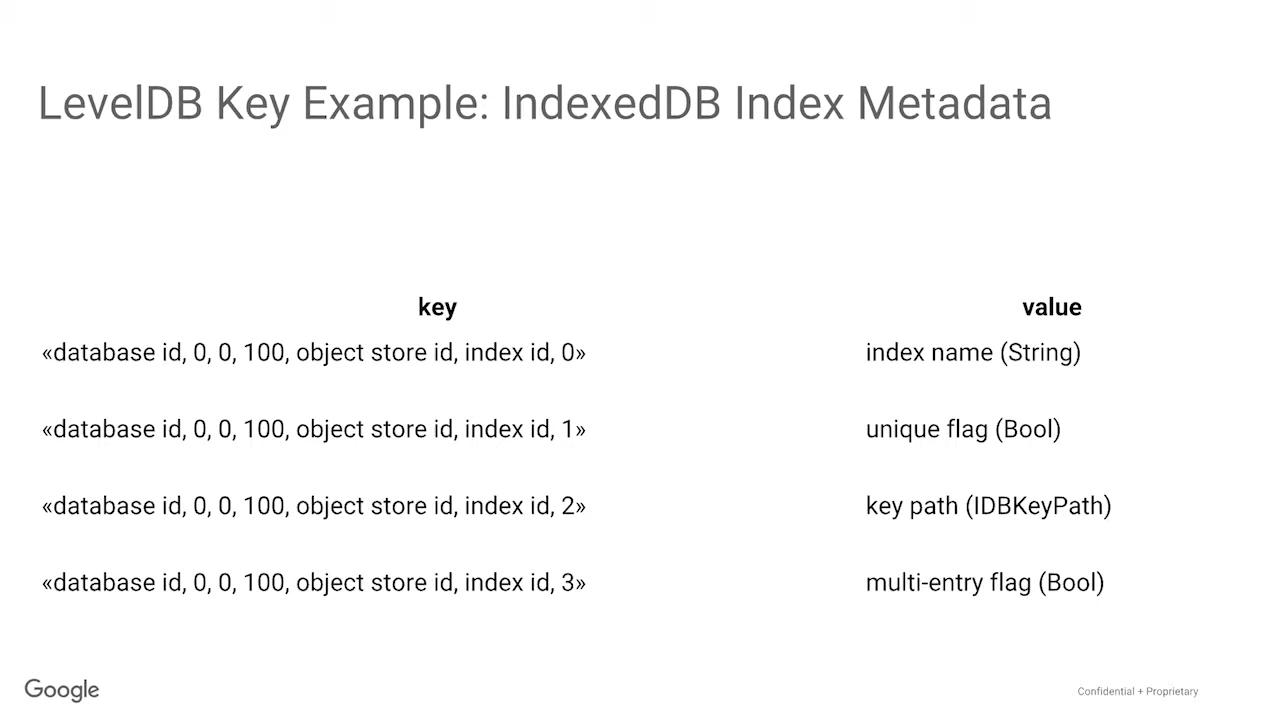 LevelDB Key Example: IndexedDB Index Metadata
key value
«database id, 0, 0, 100, object store id, index id, 0» index name (String)
«database id, 0, 0, 100, object store id, index id, 1» unique flag (Bool)
«database id, 0, 0, 100, object store id, index id, 2» key path (IDBKeyPath)
«database id, 0, 0, 100, object store id, index id, 3» multi-entry flag (Bool)
Google Confidential + Proprietary